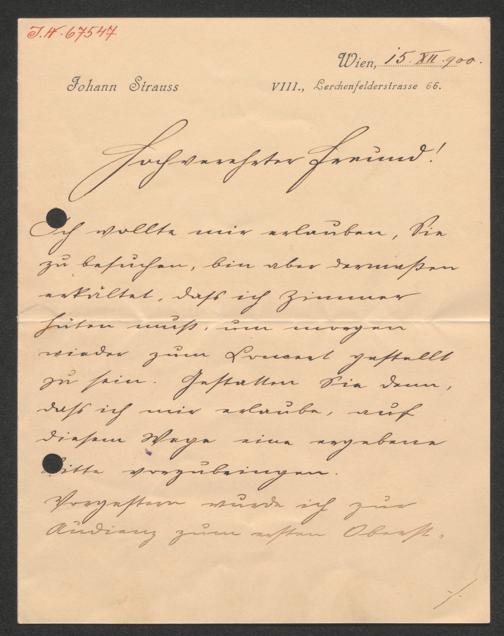 J.N. 67547
Wien, 15. XII. 900.
Johann Strauss
VIII., Lerchenfelderstrasse 66.
Hochverehrter Freund!
Ich wollte mir erlauben, Sie
zu besuchen, bin aber dermaßen
erkältet, dass ich Zimmer
hüten muß, um morgen
wieder zum Concert gestellt
zu sein. Gestatten Sie denn,
dass ich mir erlaube, auf
diesem Wege eine ergebene
Bitte vorzubringen.
Vorgestern wurde ich zur
Audienz zum ersten Oberst-
./.